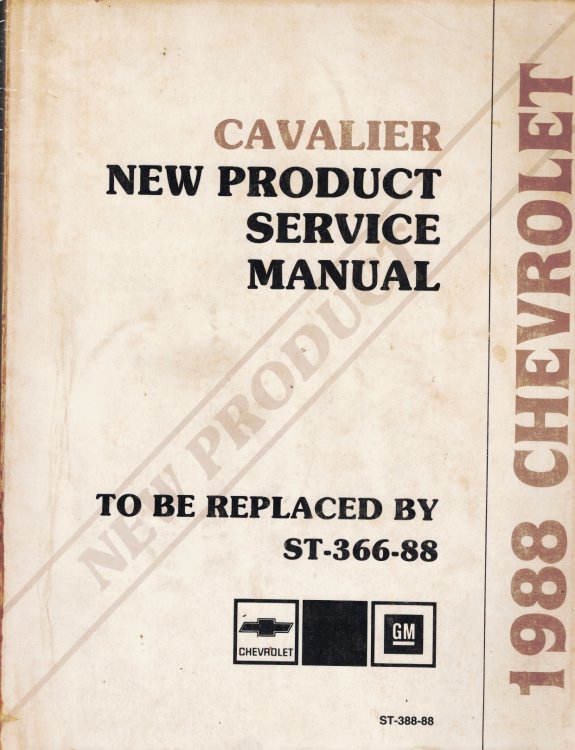 CAVALIER
NEW PRODUCT
SERVICE
MANUAL
NEW PRODUCT
TO BE REPLACED BY
ST-366-88
CHEVROLET
GM
ST-388-88
1988 CHEVROLET